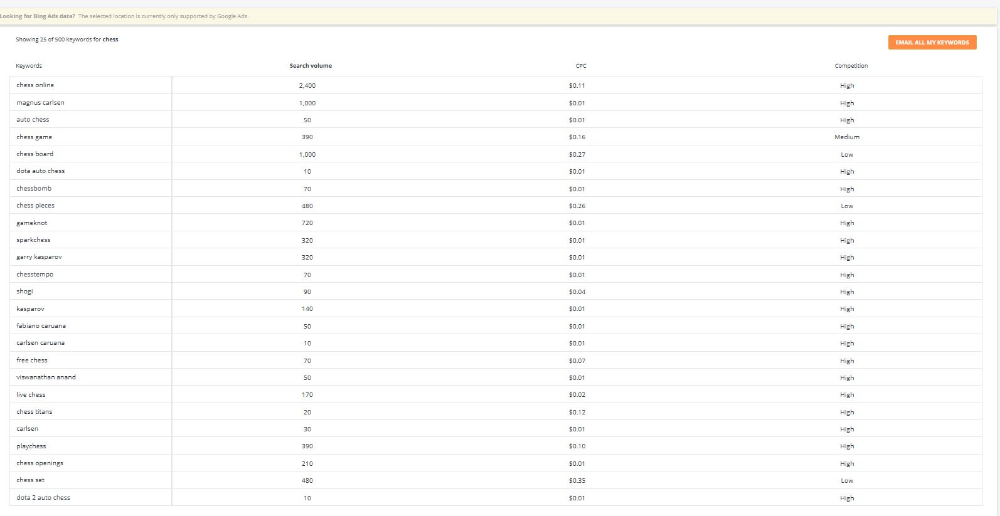 Looking for Bing Ads data? The selected location is currently only supported by Google Ads.
Showing 25 of 500 keywords for chess
EMAIL ALL MY KEYWORDS
Keywords Search volume CPC Competition
chess online 2,400 $0.11 High
magnus carlsen 1,000 $0.01 High
auto chess 50 $0.01 High
chess game 390 $0.16 Medium
chess board 1,000 $0.27 Low
dota auto chess 10 $0.01 High
chessbomb 70 $0.01 High
chess pieces 480 $0.26 Low
gameknot 720 $0.01 High
sparkchess 320 $0.01 High
garry kasparov 320 $0.01 High
chesstempo 70 $0.01 High
shogi 90 $0.04 High
kasparov 140 $0.01 High
fabiano caruana 50 $0.01 High
carlsen caruana 10 $0.01 High
free chess 70 $0.07 High
viswanathan anand 50 $0.01 High
live chess 170 $0.02 High
chess titans 20 $0.12 High
carlsen 30 $0.01 High
playchess 390 $0.10 High
chess openings 210 $0.01 High
chess set 480 $0.35 Low
dota 2 auto chess 10 $0.01 High